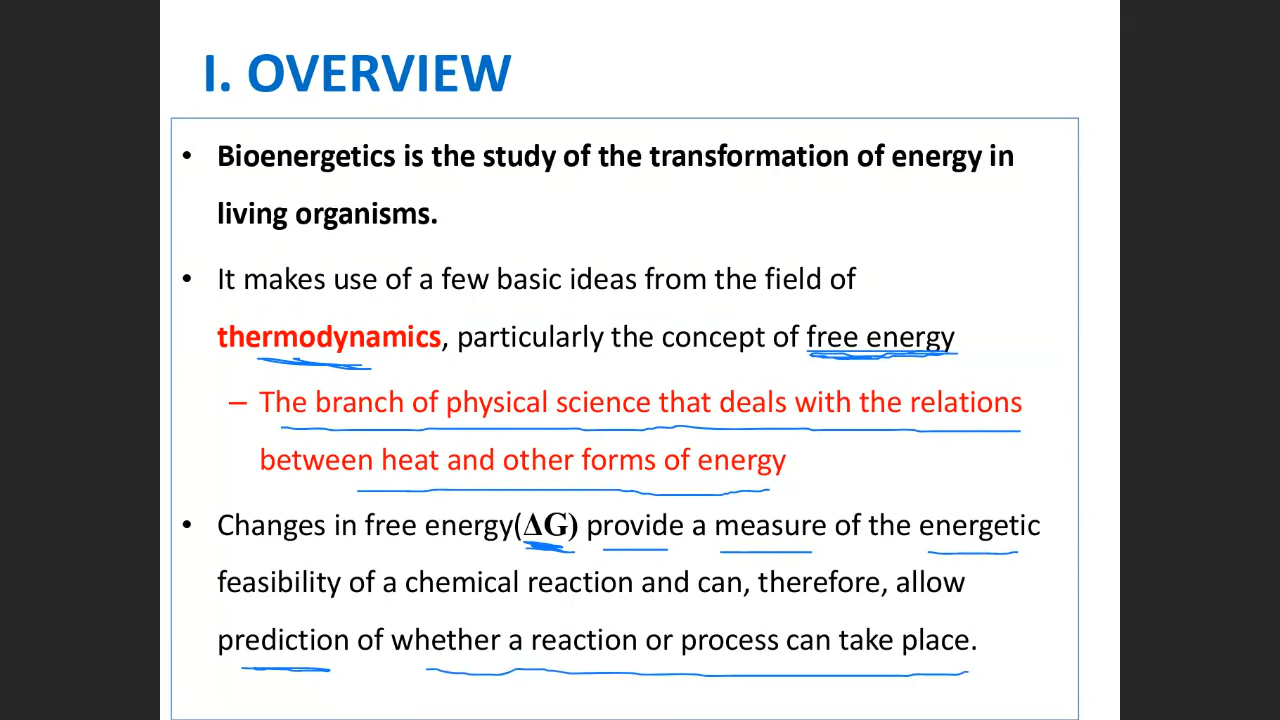 I. OVERVIEW
• Bioenergetics is the study of the transformation of energy in
living organisms.
• It makes use of a few basic ideas from the field of
thermodynamics, particularly the concept of free energy
– The branch of physical science that deals with the relations
between heat and other forms of energy
• Changes in free energy(ΔG) provide a measure of the energetic
feasibility of a chemical reaction and can, therefore, allow
prediction of whether a reaction or process can take place.